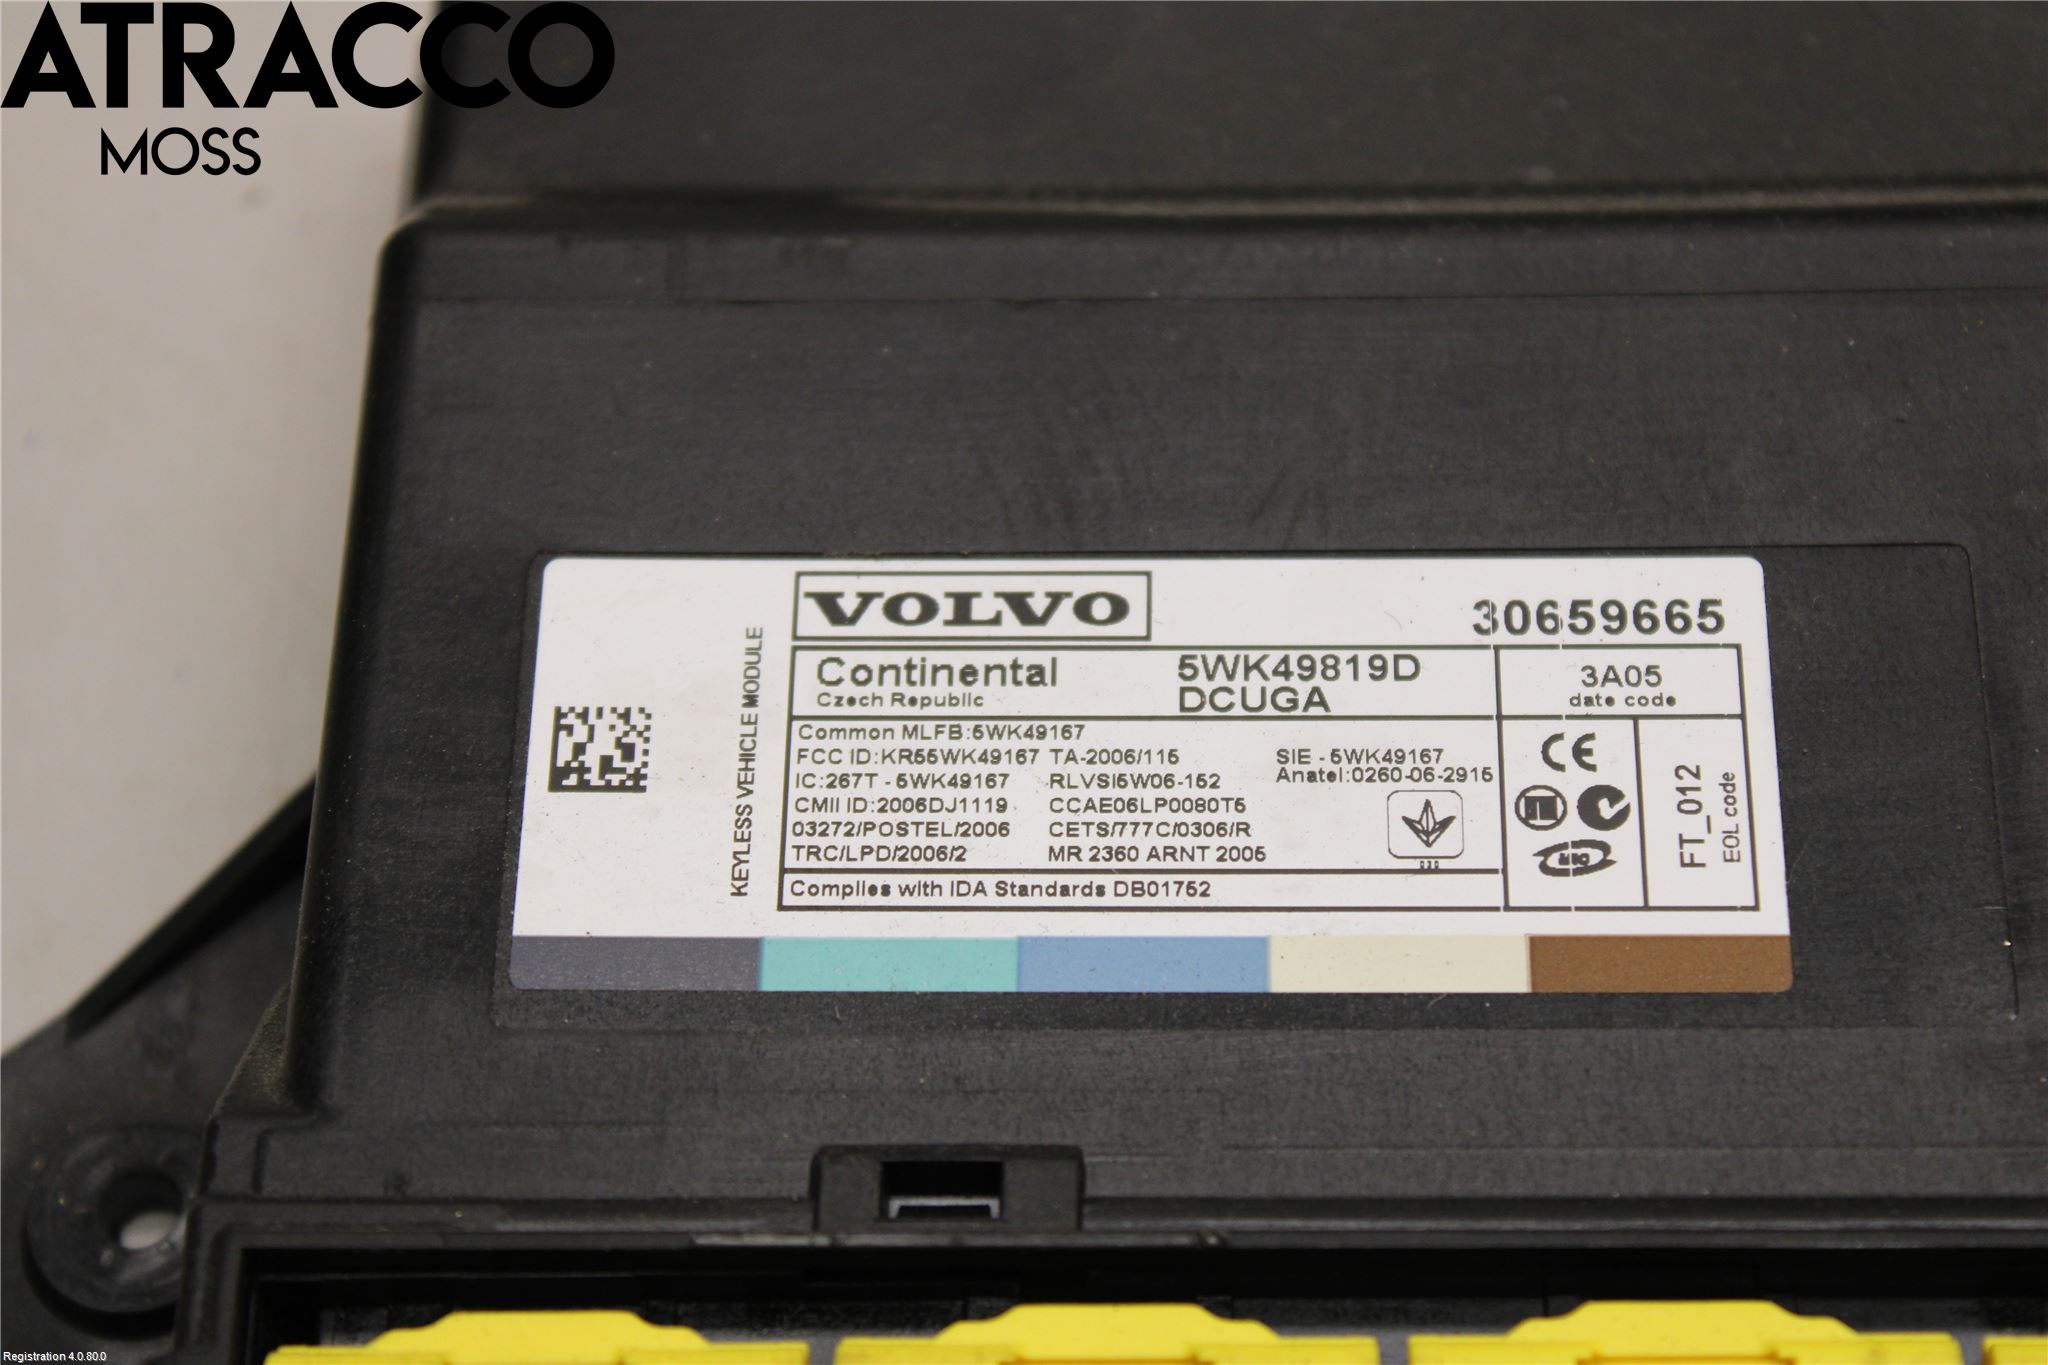 ATRACCO
MOSS
VOLVO
30659665
KEYLESS VEHICLE MODULE
Continental
Czech Republic
5WK49819D
DCUGA
3A05
date code
Common MLFB:5WK49167
FCC ID:KR55WK49167 TA-2006/115
SIE - 5WK49167
IC:267T - 5WK49167 RLVSI5W06-152
Anatel:0260-06-2915
CMII ID:2006DJ1119 CCAE06LP0080T5
03272/POSTEL/2006 CETS/777C/0306/R
TRC/LPD/2006/2 MR 2360 ARNT 2005
Complies with IDA Standards DB01752
CE
FT_012
EOL code
Registration 4.0.80.0